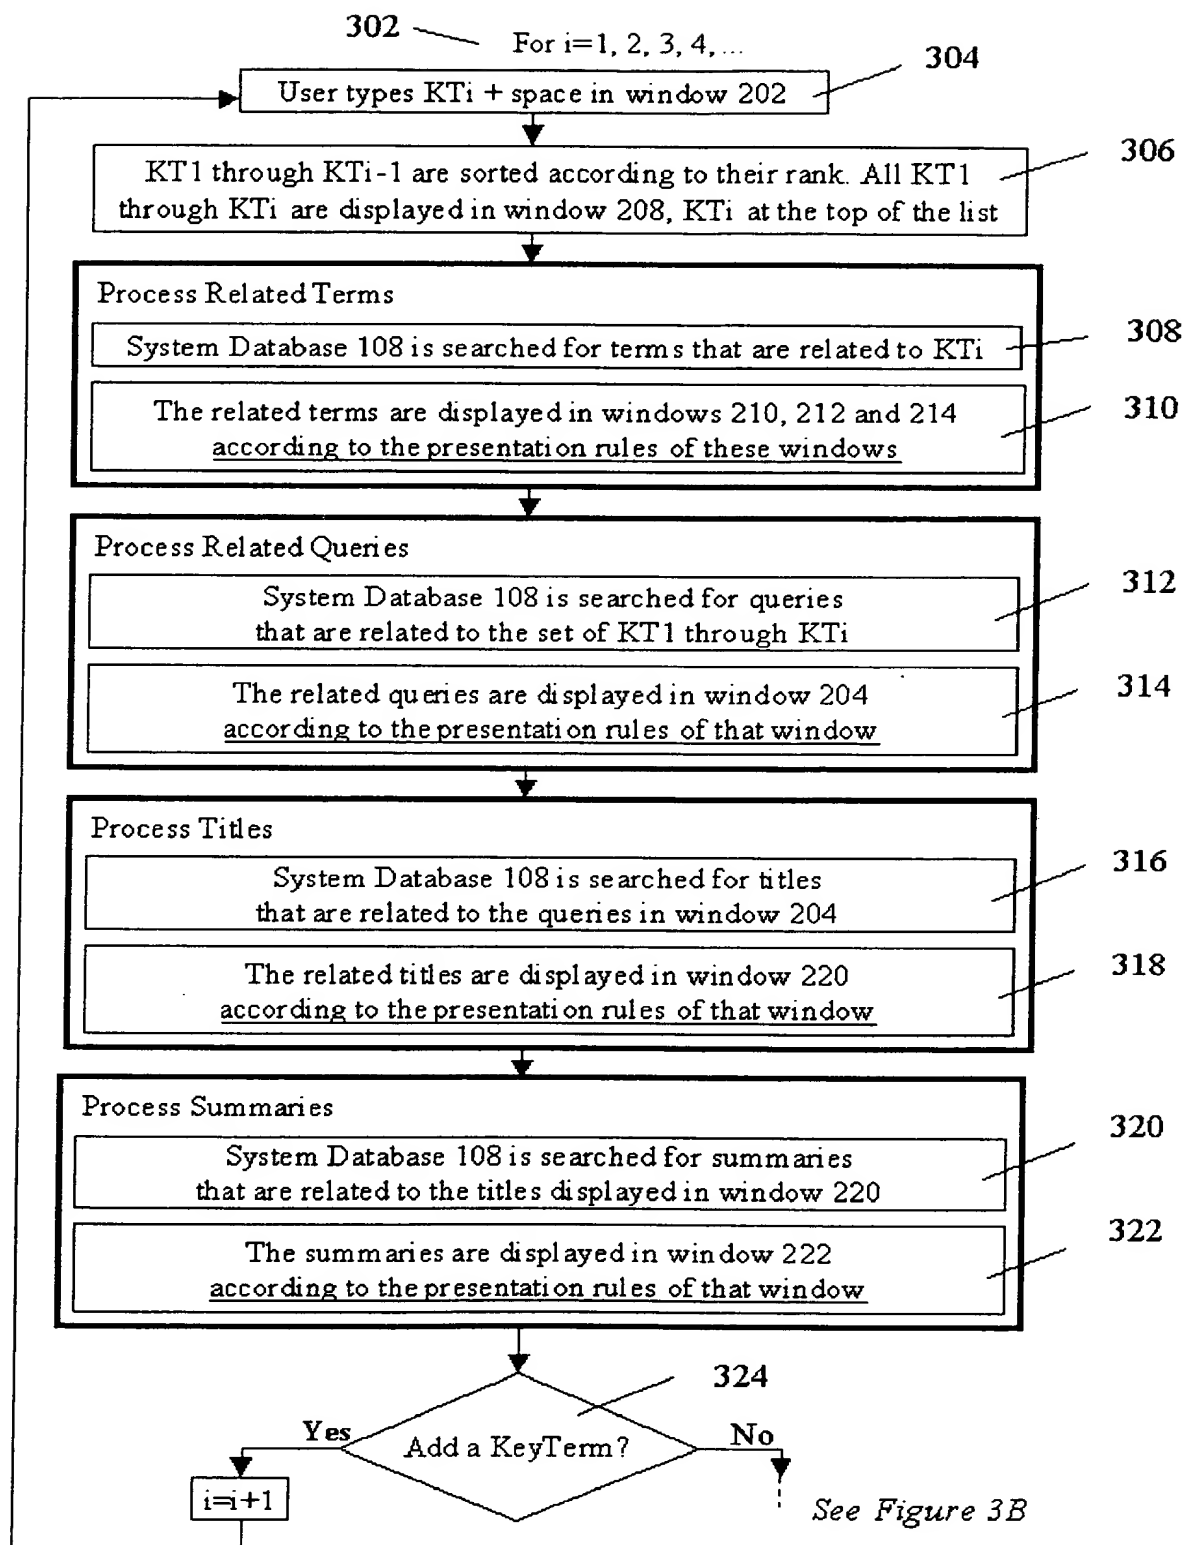 302
For i=1, 2, 3, 4, ...
304
User types KTi + space in window 202
306
KT1 through KTi-1 are sorted according to their rank. All KT1
through KTi are displayed in window 208, KTi at the top of the list
Process Related Terms
308
System Database 108 is searched for terms that are related to KTi
310
The related terms are displayed in windows 210, 212 and 214
according to the presentation rules of these windows
Process Related Queries
312
System Database 108 is searched for queries
that are related to the set of KT1 through KTi
314
The related queries are displayed in window 204
according to the presentation rules of that window
Process Titles
316
System Database 108 is searched for titles
that are related to the queries in window 204
318
The related titles are displayed in window 220
according to the presentation rules of that window
Process Summaries
320
System Database 108 is searched for summaries
that are related to the titles displayed in window 220
322
The summaries are displayed in window 222
according to the presentation rules of that window
324
Yes
Add a KeyTerm?
No
i=i+1
See Figure 3B